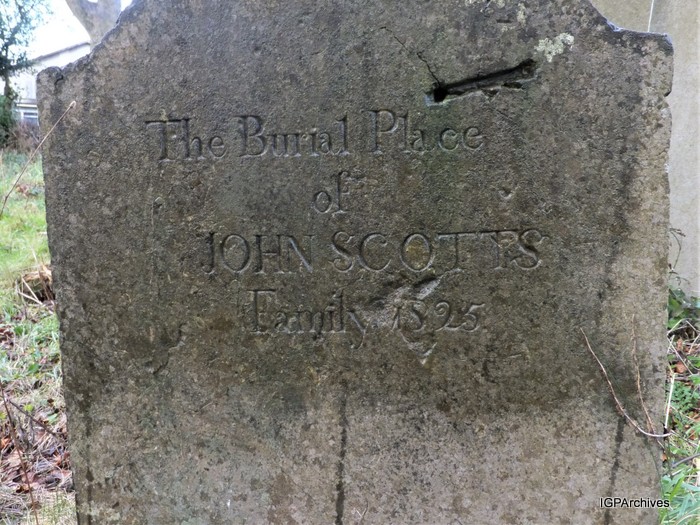 The Burial Place
of
JOHN SCOTTS
Family 1825
IGPArchives